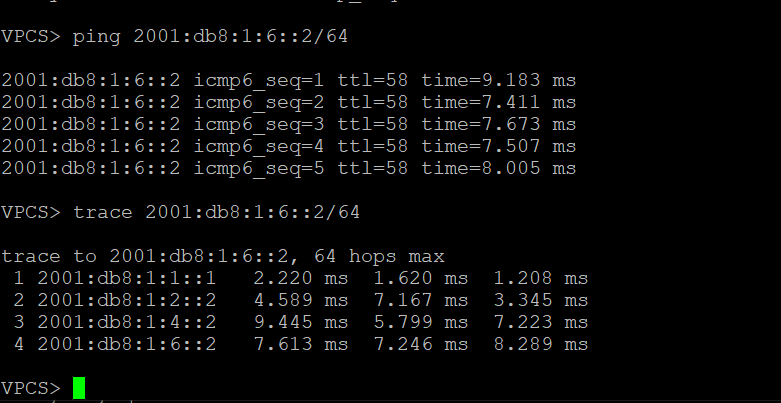 VPCS> ping 2001:db8:1:6::2/64
2001:db8:1:6::2 icmp6_seq=1 ttl=58 time=9.183 ms
2001:db8:1:6::2 icmp6_seq=2 ttl=58 time=7.411 ms
2001:db8:1:6::2 icmp6_seq=3 ttl=58 time=7.673 ms
2001:db8:1:6::2 icmp6_seq=4 ttl=58 time=7.507 ms
2001:db8:1:6::2 icmp6_seq=5 ttl=58 time=8.005 ms
VPCS> trace 2001:db8:1:6::2/64
trace to 2001:db8:1:6::2, 64 hops max
1 2001:db8:1:1::1 2.220 ms 1.620 ms 1.208 ms
2 2001:db8:1:2::2 4.589 ms 7.167 ms 3.345 ms
3 2001:db8:1:4::2 9.445 ms 5.799 ms 7.223 ms
4 2001:db8:1:6::2 7.613 ms 7.246 ms 8.289 ms
VPCS>